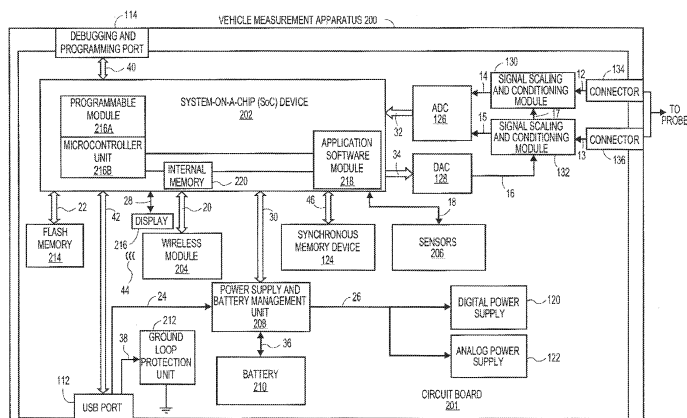 VEHICLE MEASUREMENT APPARATUS 200
114
DEBUGGING AND
PROGRAMMING PORT
40
SYSTEM-ON-A-CHIP (SoC) DEVICE
202
PROGRAMMABLE
MODULE
216A
MICROCONTROLLER
UNIT
216B
INTERNAL
MEMORY
220
APPLICATION
SOFTWARE
MODULE
218
32
34
ADC
126
DAC
128
14
15
16
17
130
SIGNAL SCALING
AND CONDITIONING
MODULE
SIGNAL SCALING
AND CONDITIONING
MODULE
132
12
13
134
CONNECTOR
CONNECTOR
136
TO
PROBE
22
42
28
20
30
46
18
FLASH
MEMORY
214
DISPLAY
216
44
WIRELESS
MODULE
204
SYNCHRONOUS
MEMORY DEVICE
124
SENSORS
206
24
POWER SUPPLY AND
BATTERY MANAGEMENT
UNIT
208
26
DIGITAL POWER
SUPPLY
120
ANALOG POWER
SUPPLY
122
212
38
GROUND
LOOP
PROTECTION
UNIT
36
BATTERY
210
112
USB PORT
CIRCUIT BOARD
201